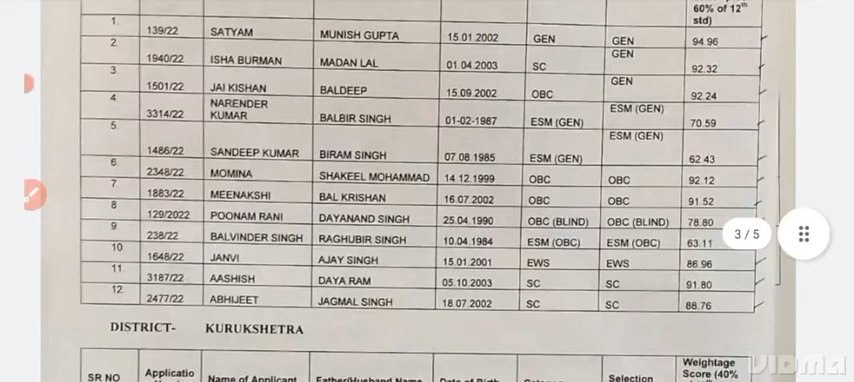 60% of 12th
std)
1. 139/22 SATYAM MUNISH GUPTA 15.01.2002 GEN GEN 94.96
2. 1940/22 ISHA BURMAN MADAN LAL 01.04.2003 SC GEN 92.32
3 1501/22 JAI KISHAN BALDEEP 15.09.2002 OBC GEN 92.24
4. 3314/22 NARENDER KUMAR BALBIR SINGH 01-02-1987 ESM (GEN) ESM (GEN) 70.59
5. 1486/22 SANDEEP KUMAR BIRAM SINGH 07.08.1985 ESM (GEN) ESM (GEN) 62.43
6 2348/22 MOMINA SHAKEEL MOHAMMAD 14.12.1999 OBC OBC 92.12
7 1883/22 MEENAKSHI BAL KRISHAN 16.07.2002 OBC OBC 91.52
8 129/2022 POONAM RANI DAYANAND SINGH 25.04.1990 OBC (BLIND) OBC (BLIND) 78.80
9 238/22 BALVINDER SINGH RAGHUBIR SINGH 10.04.1984 ESM (OBC) ESM (OBC) 63.11
10 1648/22 JANVI AJAY SINGH 15.01.2001 EWS EWS 86.96
11 3187/22 AASHISH DAYA RAM 05.10.2003 SC SC 91.80
12 2477/22 ABHIJEET JAGMAL SINGH 18.07.2002 SC SC 88.76
3 / 5
DISTRICT- KURUKSHETRA
SR NO Applicatio Name of Applicant Father/Husband Name Date of Birth Selection Weightage
Score (40%
VIDMA